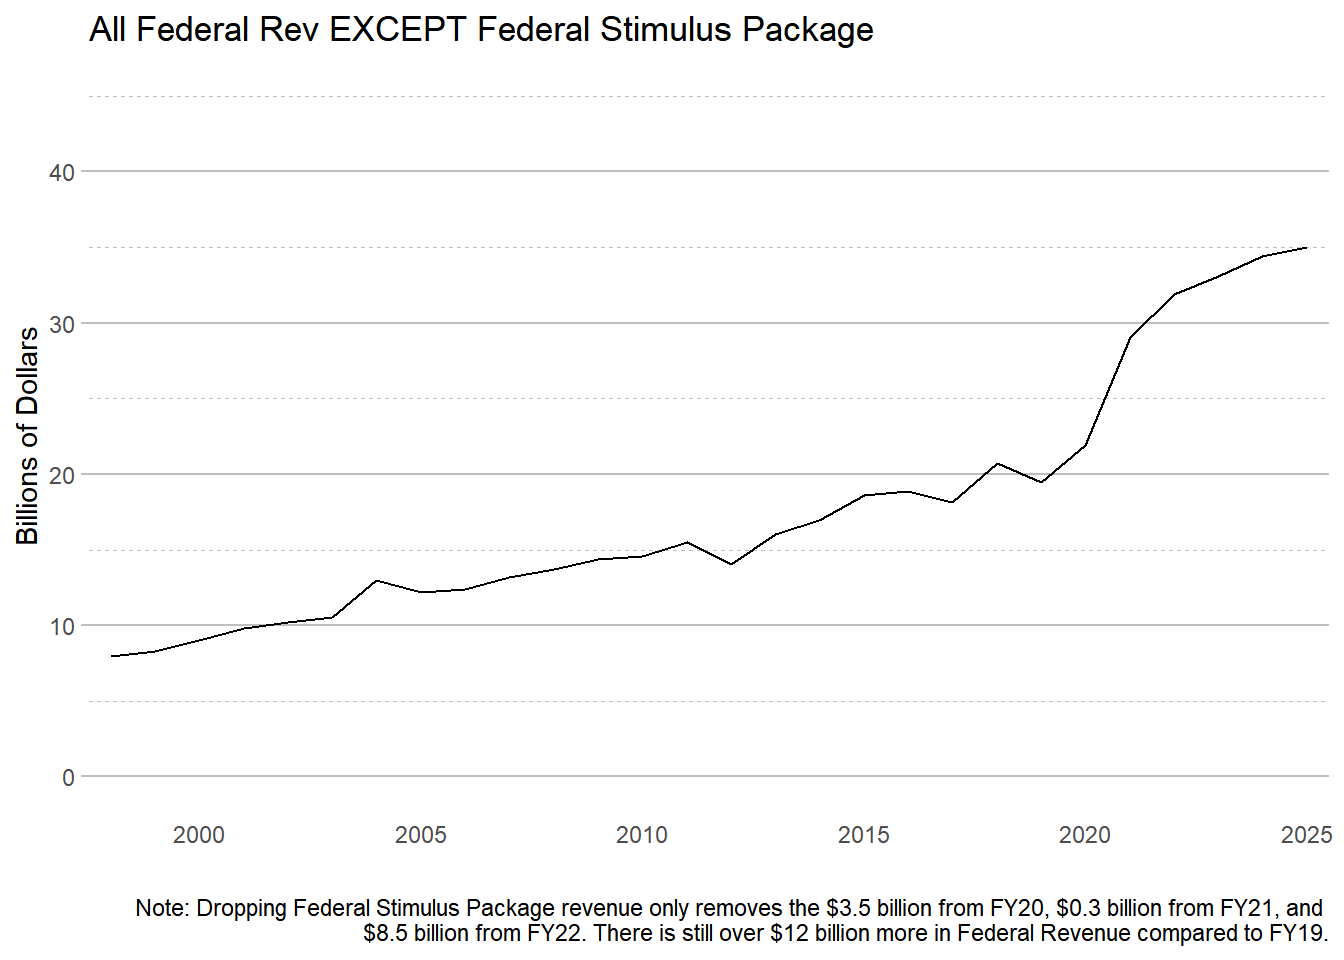 All Federal Rev EXCEPT Federal Stimulus Package
Billions of Dollars
40
30
20
10
0
2000
2005
2010
2015
2020
2025
Note: Dropping Federal Stimulus Package revenue only removes the $3.5 billion from FY20, $0.3 billion from FY21, and
$8.5 billion from FY22. There is still over $12 billion more in Federal Revenue compared to FY19.